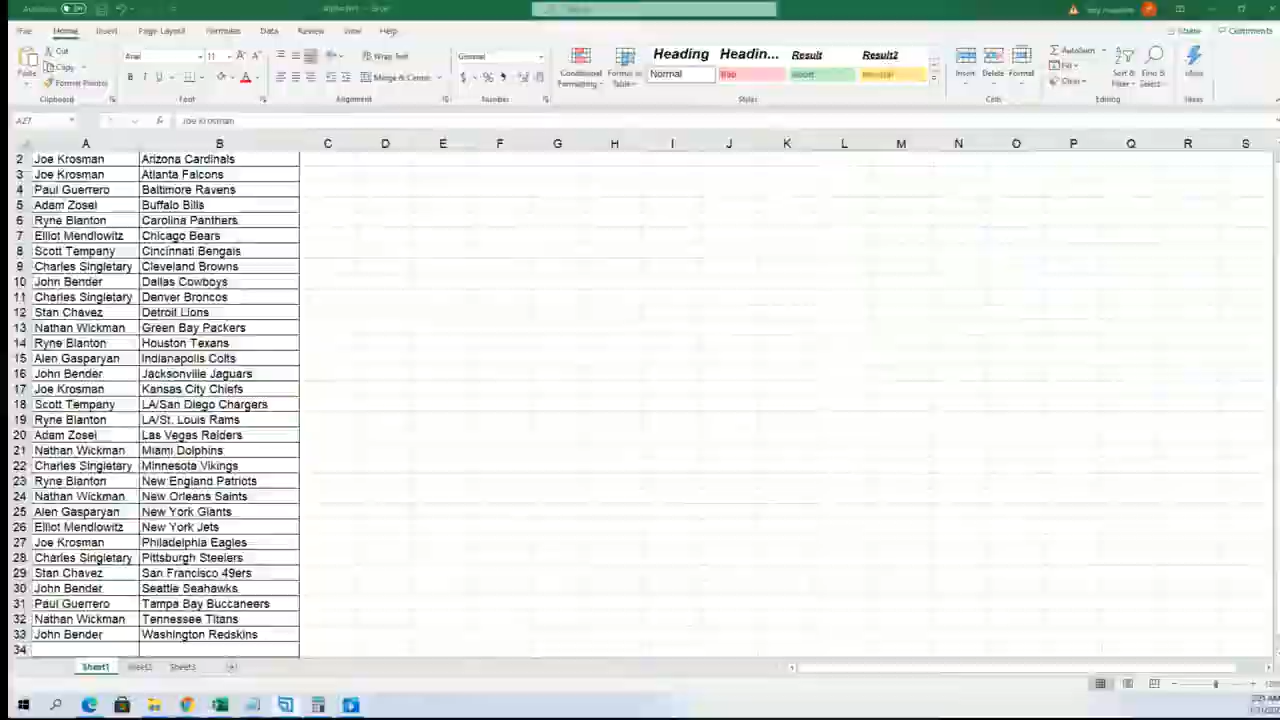 File Home Insert Page Layout Formulas Data Review View Help Share Comments
Cut
Copy
Format Painter
Paste
Clipboard
Arial 11
B I U
Font
Wrap Text
Merge & Center
Alignment
General
$ %
Number
Conditional Formatting
Format as Table
Heading Headin... Result Result2
Normal Bad Good Neutral
Styles
Insert Delete Format
Cells
AutoSum
Fill
Clear
Sort & Filter
Find & Select
Editing
Ideas
Ideas
A27 fx Joe Krosman
A B C D E F G H I J K L M N O P Q R S
2 Joe Krosman Arizona Cardinals
3 Joe Krosman Atlanta Falcons
4 Paul Guerrero Baltimore Ravens
5 Adam Zosel Buffalo Bills
6 Ryne Blanton Carolina Panthers
7 Elliot Mendlowitz Chicago Bears
8 Scott Tempany Cincinnati Bengals
9 Charles Singletary Cleveland Browns
10 John Bender Dallas Cowboys
11 Charles Singletary Denver Broncos
12 Stan Chavez Detroit Lions
13 Nathan Wickman Green Bay Packers
14 Ryne Blanton Houston Texans
15 Alen Gasparyan Indianapolis Colts
16 John Bender Jacksonville Jaguars
17 Joe Krosman Kansas City Chiefs
18 Scott Tempany LA/San Diego Chargers
19 Ryne Blanton LA/St. Louis Rams
20 Adam Zosel Las Vegas Raiders
21 Nathan Wickman Miami Dolphins
22 Charles Singletary Minnesota Vikings
23 Ryne Blanton New England Patriots
24 Nathan Wickman New Orleans Saints
25 Alen Gasparyan New York Giants
26 Elliot Mendlowitz New York Jets
27 Joe Krosman Philadelphia Eagles
28 Charles Singletary Pittsburgh Steelers
29 Stan Chavez San Francisco 49ers
30 John Bender Seattle Seahawks
31 Paul Guerrero Tampa Bay Buccaneers
32 Nathan Wickman Tennessee Titans
33 John Bender Washington Redskins
34
Sheet1 Sheet2 Sheet3